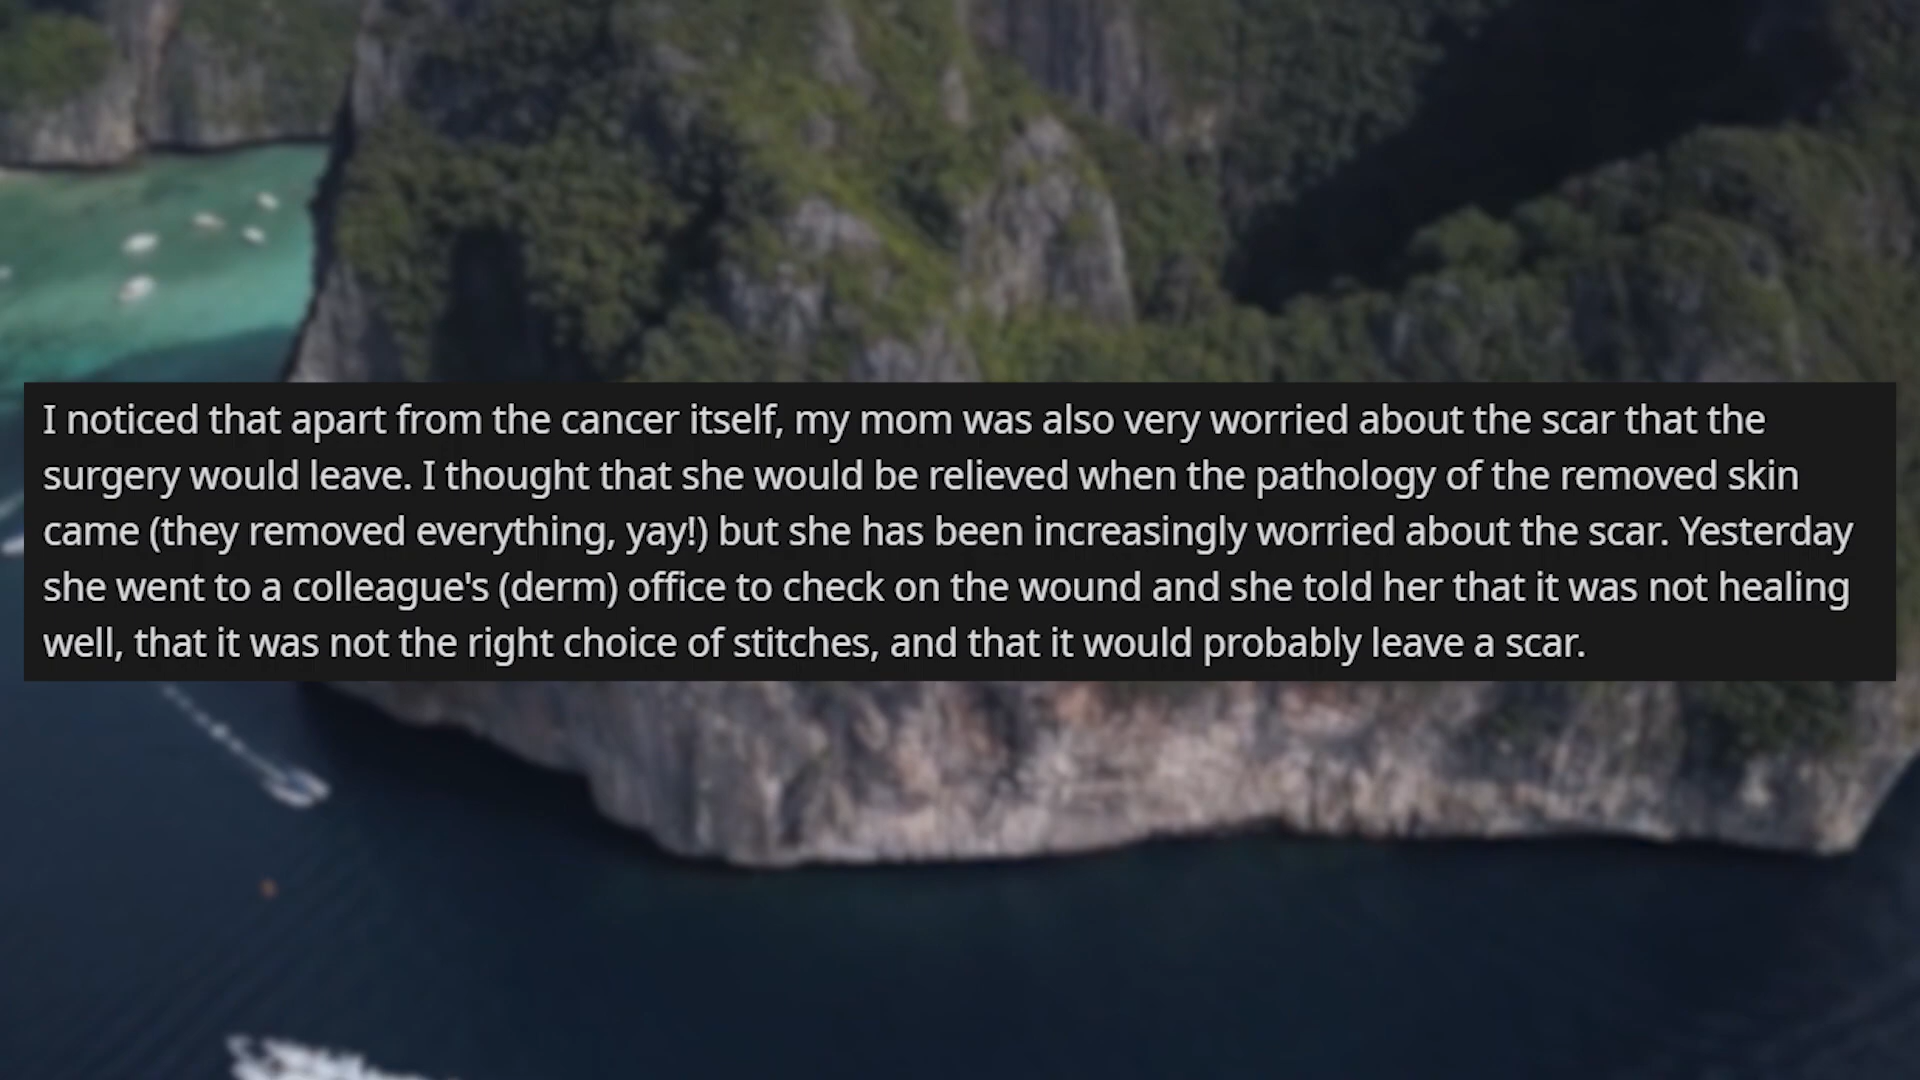 I noticed that apart from the cancer itself, my mom was also very worried about the scar that the
surgery would leave. I thought that she would be relieved when the pathology of the removed skin
came (they removed everything, yay!) but she has been increasingly worried about the scar. Yesterday
she went to a colleague's (derm) office to check on the wound and she told her that it was not healing
well, that it was not the right choice of stitches, and that it would probably leave a scar.